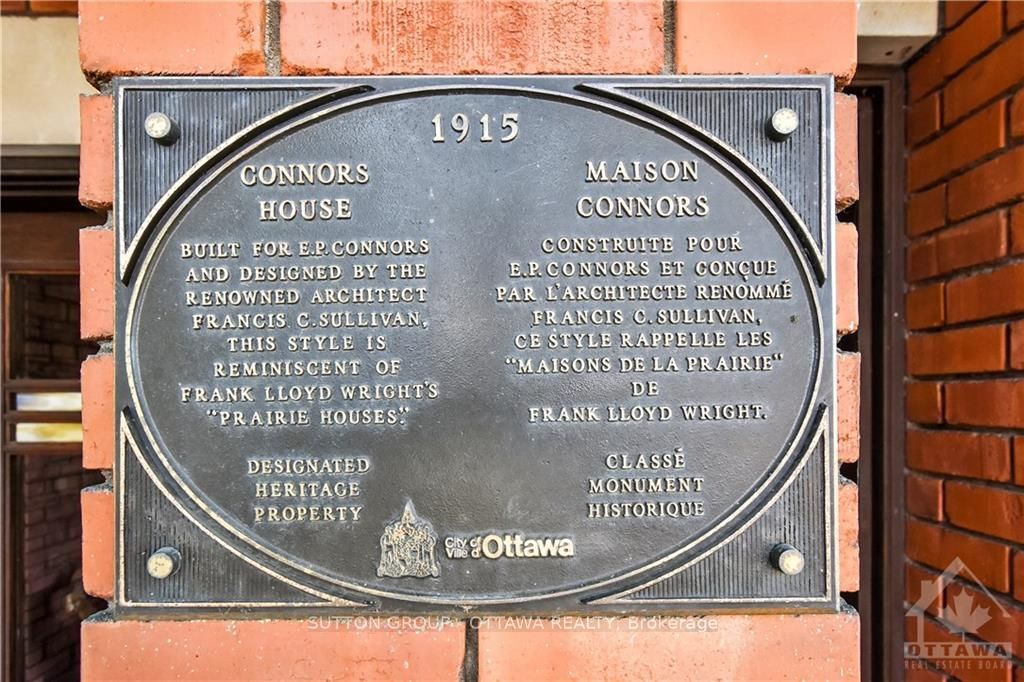 1915
CONNORS
HOUSE
BUILT FOR E.P. CONNORS
AND DESIGNED BY THE
RENOWNED ARCHITECT
FRANCIS C. SULLIVAN,
THIS STYLE IS
REMINISCENT OF
FRANK LLOYD WRIGHT'S
"PRAIRIE HOUSES".
DESIGNATED
HERITAGE
PROPERTY
MAISON
CONNORS
CONSTRUITE POUR
E.P. CONNORS ET CONÇUE
PAR L'ARCHITECTE RENOMMÉ
FRANCIS C. SULLIVAN,
CE STYLE RAPPELLE LES
"MAISONS DE LA PRAIRIE"
DE
FRANK LLOYD WRIGHT.
CLASSÉ
MONUMENT
HISTORIQUE
City of
Ville d'Ottawa
SUTTON GROUP - OTTAWA REALTY, Brokerage
OTTAWA
REAL ESTATE BOARD